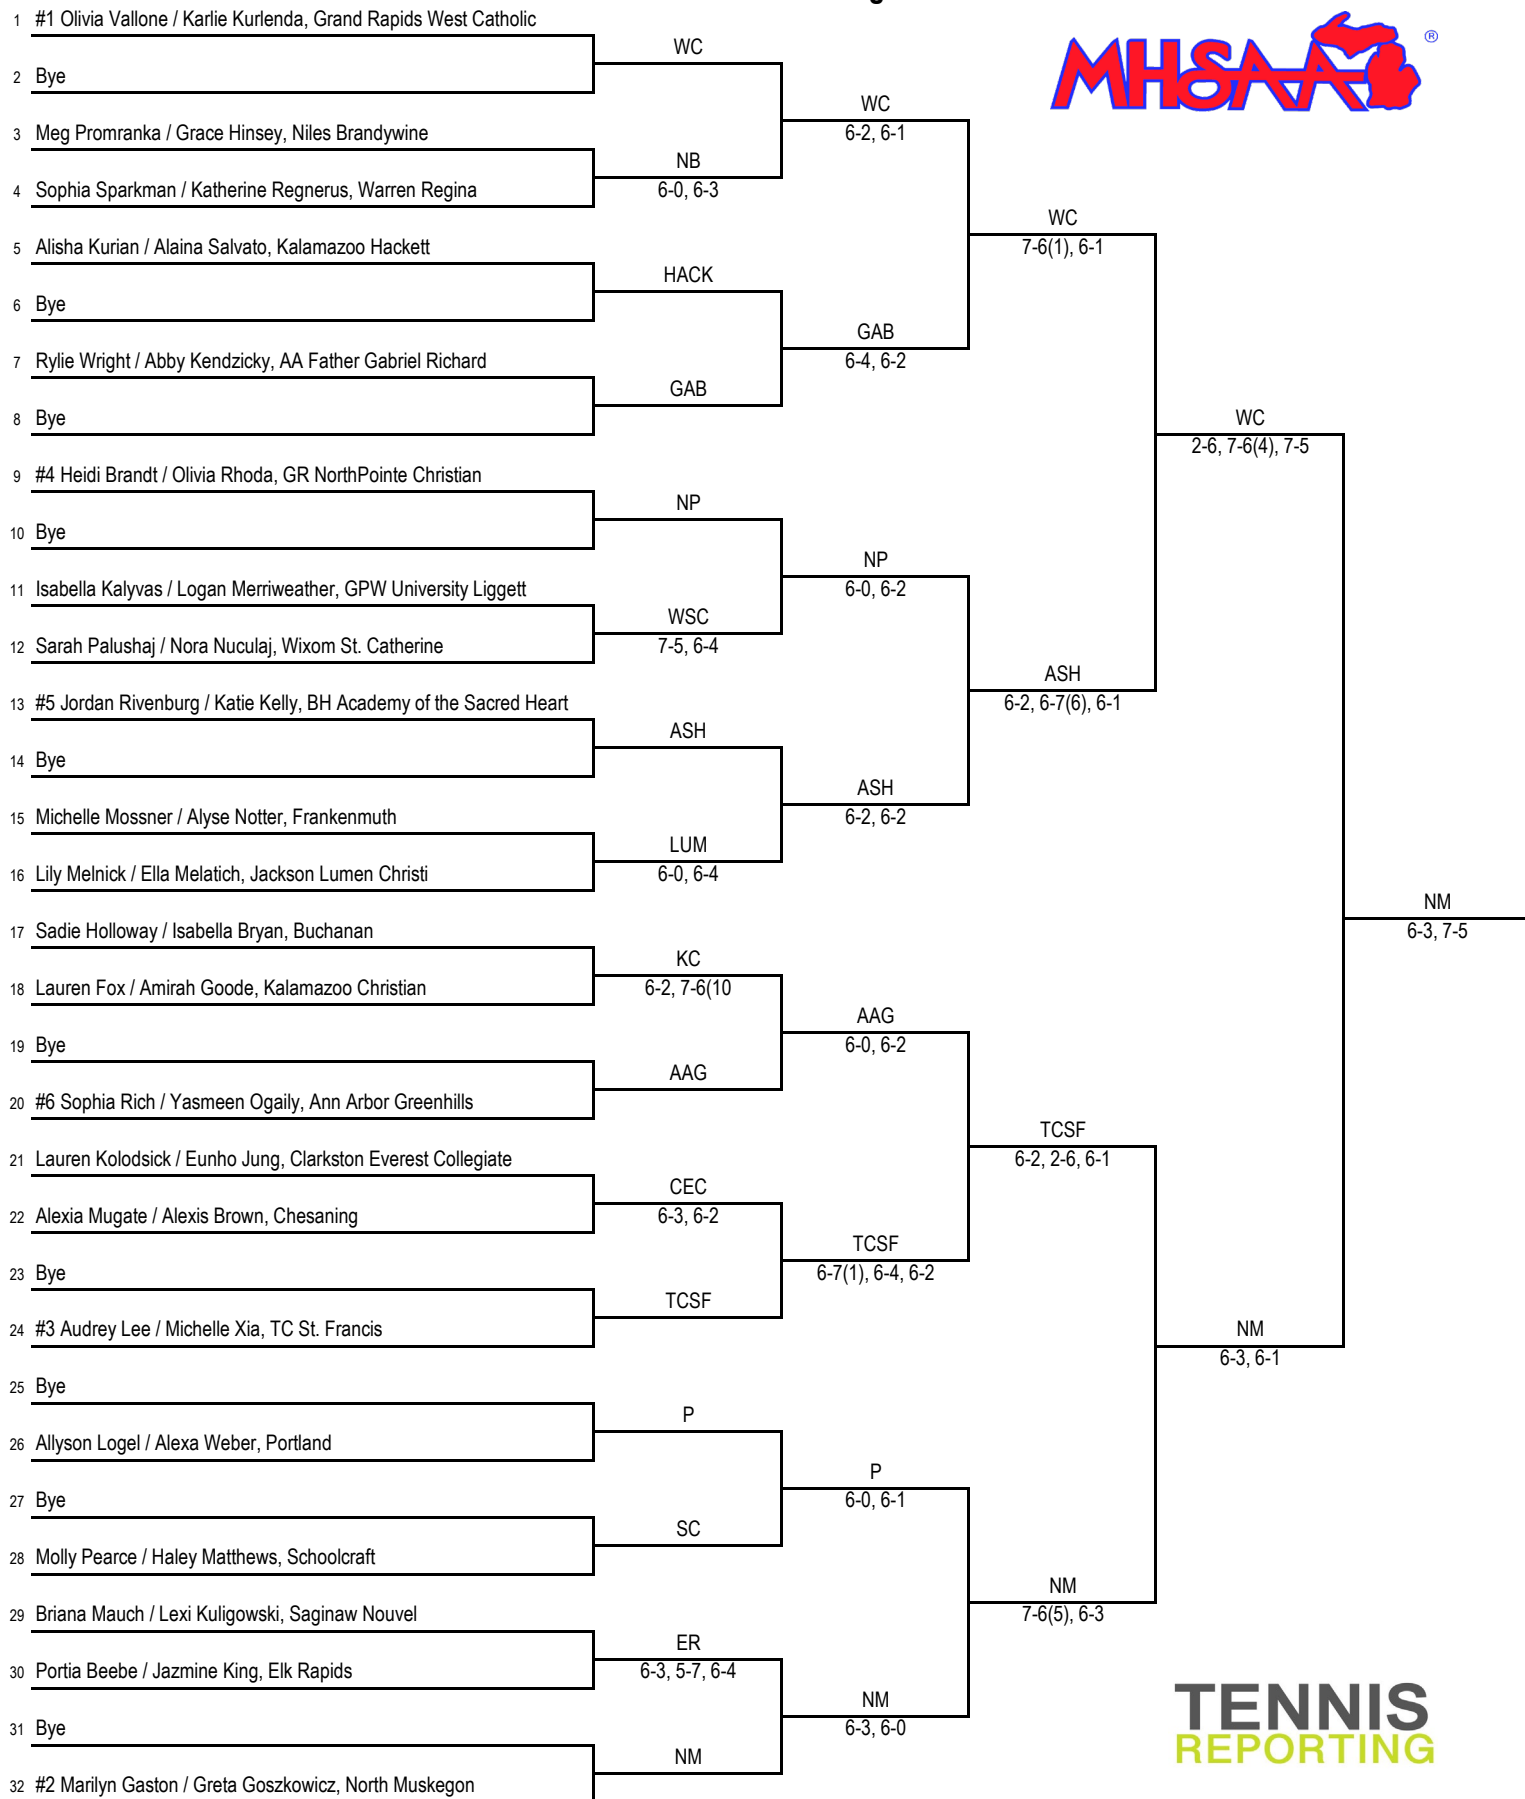 1 #1 Olivia Vallone / Karlie Kurlenda, Grand Rapids West Catholic
WC
2 Bye
WC
6-2, 6-1
3 Meg Promranka / Grace Hinsey, Niles Brandywine
NB
6-0, 6-3
4 Sophia Sparkman / Katherine Regnerus, Warren Regina
WC
7-6(1), 6-1
5 Alisha Kurian / Alaina Salvato, Kalamazoo Hackett
HACK
6 Bye
GAB
6-4, 6-2
7 Rylie Wright / Abby Kendzicky, AA Father Gabriel Richard
GAB
8 Bye
WC
2-6, 7-6(4), 7-5
9 #4 Heidi Brandt / Olivia Rhoda, GR NorthPointe Christian
NP
10 Bye
NP
6-0, 6-2
11 Isabella Kalyvas / Logan Merriweather, GPW University Liggett
WSC
7-5, 6-4
12 Sarah Palushaj / Nora Nuculaj, Wixom St. Catherine
ASH
6-2, 6-7(6), 6-1
13 #5 Jordan Rivenburg / Katie Kelly, BH Academy of the Sacred Heart
ASH
14 Bye
ASH
6-2, 6-2
15 Michelle Mossner / Alyse Notter, Frankenmuth
LUM
6-0, 6-4
16 Lily Melnick / Ella Melatich, Jackson Lumen Christi
NM
6-3, 7-5
17 Sadie Holloway / Isabella Bryan, Buchanan
KC
6-2, 7-6(10
18 Lauren Fox / Amirah Goode, Kalamazoo Christian
AAG
6-0, 6-2
19 Bye
AAG
20 #6 Sophia Rich / Yasmeen Ogaily, Ann Arbor Greenhills
TCSF
6-2, 2-6, 6-1
21 Lauren Kolodsick / Eunho Jung, Clarkston Everest Collegiate
CEC
6-3, 6-2
22 Alexia Mugate / Alexis Brown, Chesaning
TCSF
6-7(1), 6-4, 6-2
23 Bye
TCSF
24 #3 Audrey Lee / Michelle Xia, TC St. Francis
NM
6-3, 6-1
25 Bye
P
26 Allyson Logel / Alexa Weber, Portland
P
6-0, 6-1
27 Bye
SC
28 Molly Pearce / Haley Matthews, Schoolcraft
NM
7-6(5), 6-3
29 Briana Mauch / Lexi Kuligowski, Saginaw Nouvel
ER
6-3, 5-7, 6-4
30 Portia Beebe / Jazmine King, Elk Rapids
NM
6-3, 6-0
31 Bye
NM
32 #2 Marilyn Gaston / Greta Goszkowicz, North Muskegon
MHSAA ®
TENNIS
REPORTING